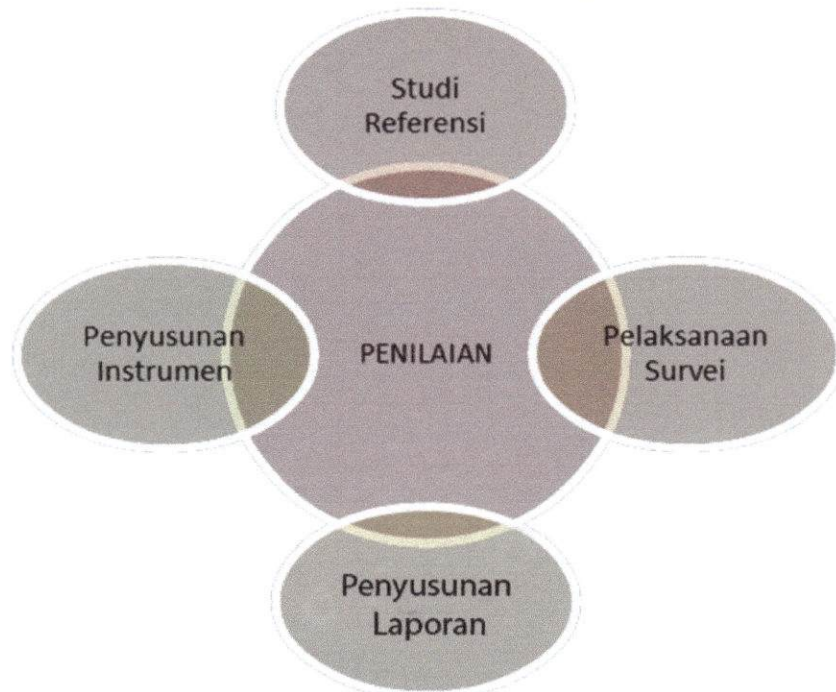 Studi
Referensi
Penyusunan
Instrumen
PENILAIAN
Pelaksanaan
Survei
Penyusunan
Laporan